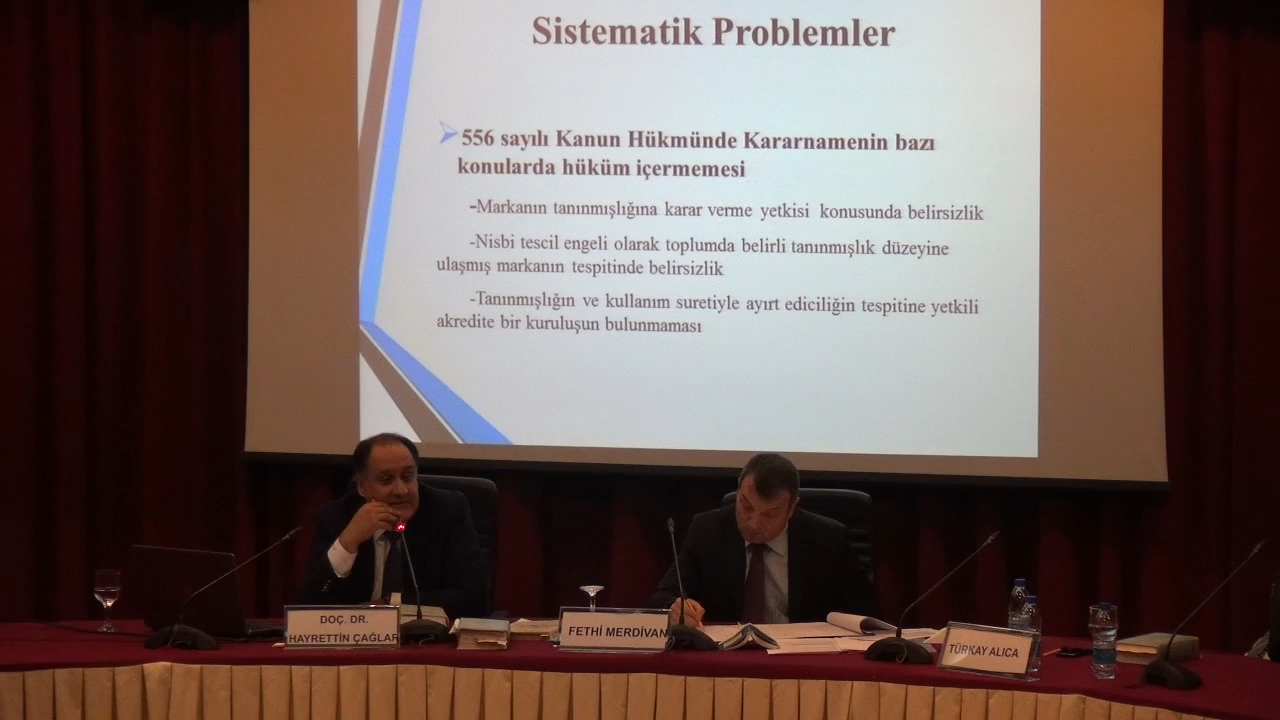 Sistematik Problemler
556 sayılı Kanun Hükmünde Kararnamenin bazı
konularda hüküm içermemesi
-Markanın tanınmışlığına karar verme yetkisi konusunda belirsizlik
-Nisbi tescil engeli olarak toplumda belirli tanınmışlık düzeyine
ulaşmış markanın tespitinde belirsizlik
-Tanınmışlığın ve kullanım suretiyle ayırt ediciliğin tespitine yetkili
akredite bir kuruluşun bulunmaması
DOÇ. DR.
HAYRETTİN ÇAĞLAR
FETHİ MERDİVAN
TÜRKAY ALICA